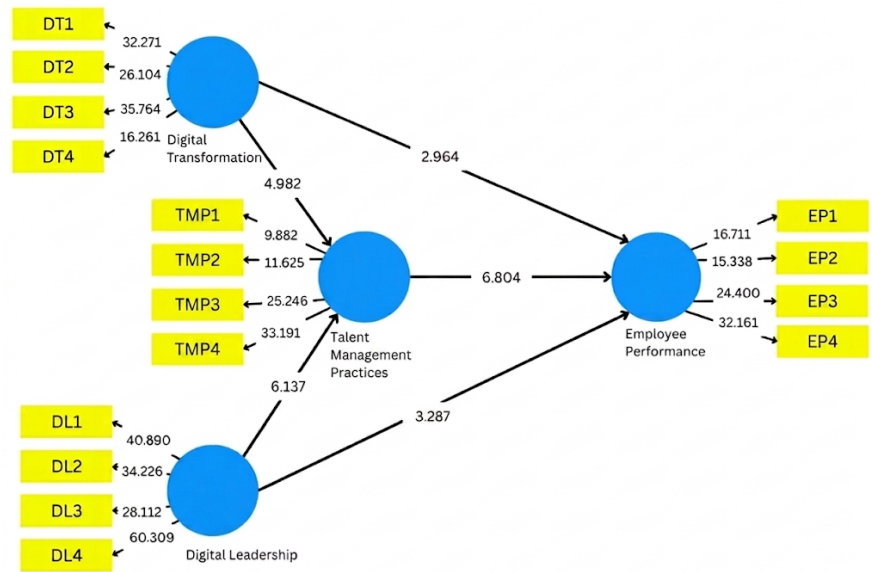 DT1
32.271
DT2
26.104
DT3
35.764
DT4
16.261
Digital
Transformation
2.964
4.982
TMP1
9.882
TMP2
11.625
TMP3
25.246
TMP4
33.191
Talent
Management
Practices
6.804
EP1
16.711
EP2
15.338
EP3
24.400
EP4
32.161
Employee
Performance
6.137
3.287
DL1
40.890
DL2
34.226
DL3
28.112
DL4
60.309
Digital Leadership